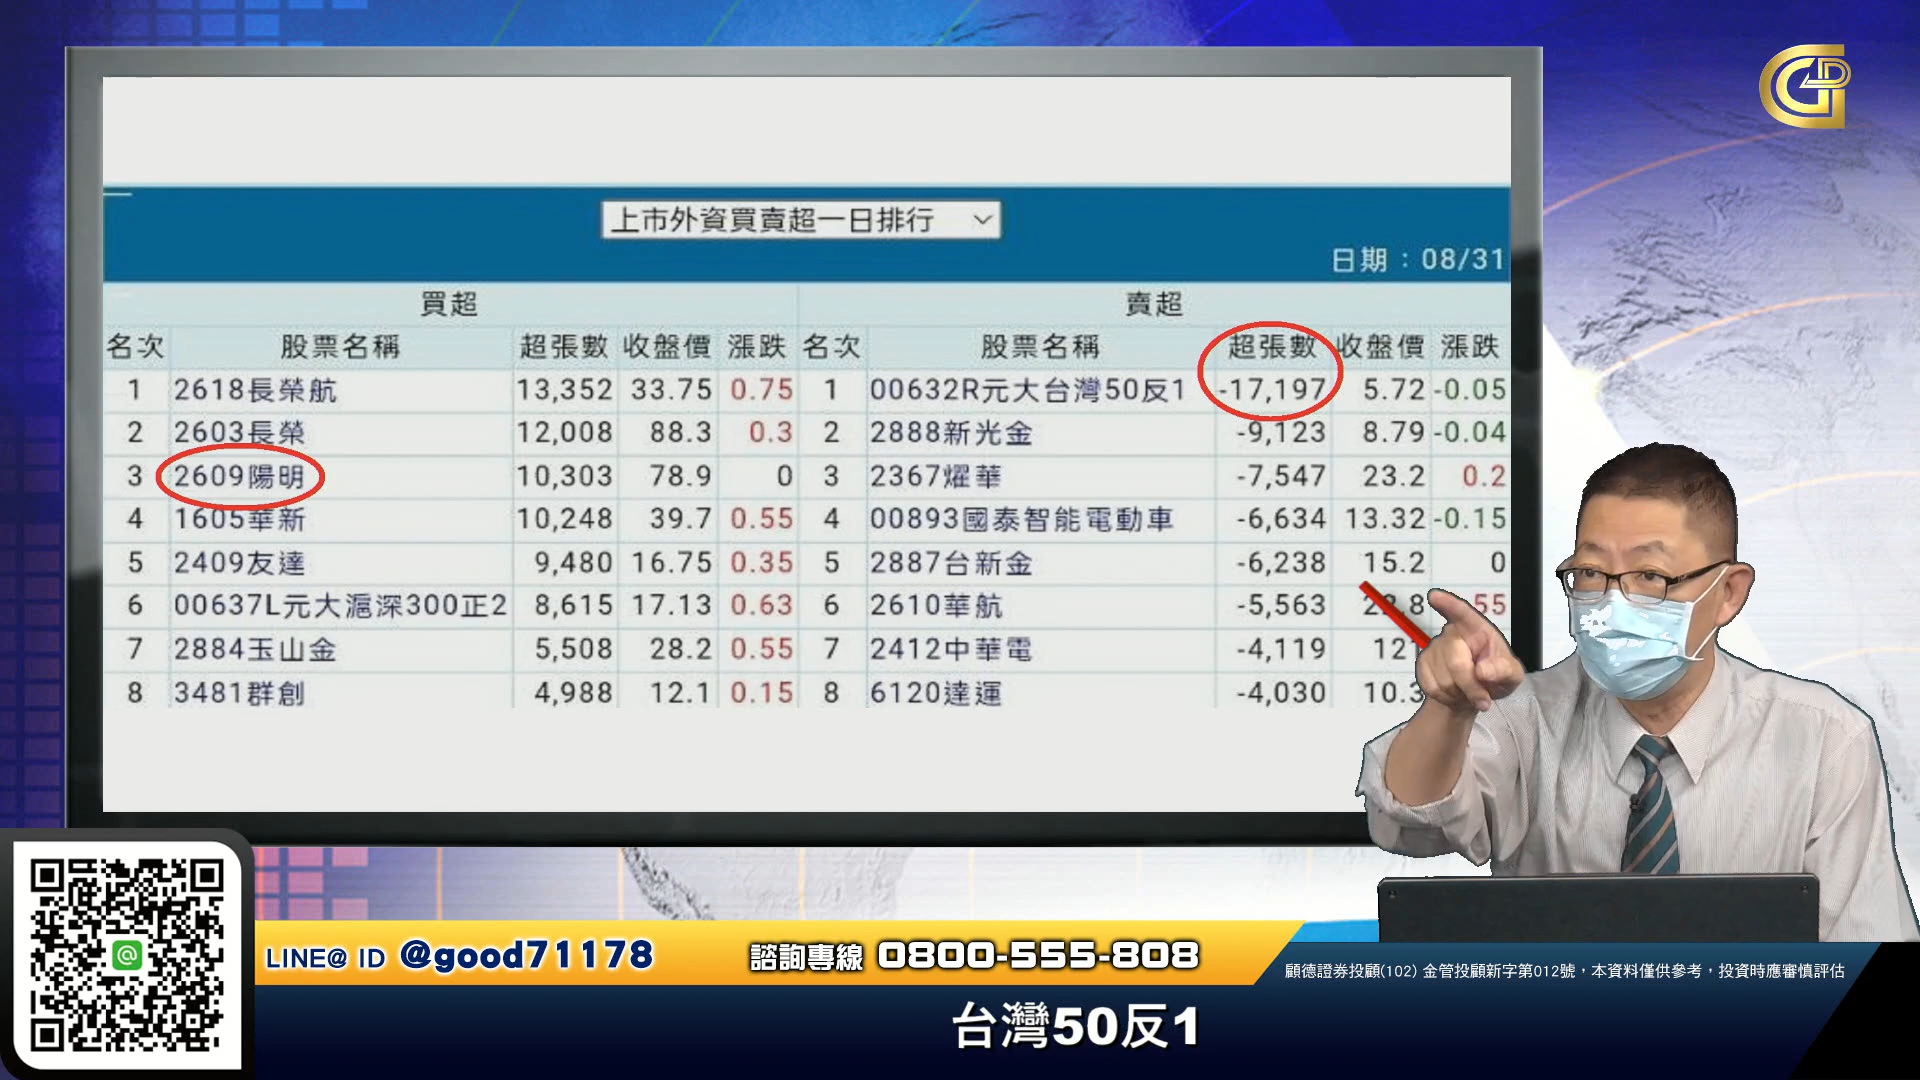 上市外資買賣超一日排行
日期：08/31
買超 賣超
名次 股票名稱 超張數 收盤價 漲跌 名次 股票名稱 超張數 收盤價 漲跌
1 2618長榮航 13,352 33.75 0.75 1 00632R元大台灣50反1 -17,197 5.72 -0.05
2 2603長榮 12,008 88.3 0.3 2 2888新光金 -9,123 8.79 -0.04
3 2609陽明 10,303 78.9 0 3 2367燿華 -7,547 23.2 0.2
4 1605華新 10,248 39.7 0.55 4 00893國泰智能電動車 -6,634 13.32 -0.15
5 2409友達 9,480 16.75 0.35 5 2887台新金 -6,238 15.2 0
6 00637L元大滬深300正2 8,615 17.13 0.63 6 2610華航 -5,563
7 2884玉山金 5,508 28.2 0.55 7 2412中華電 -4,119
8 3481群創 4,988 12.1 0.15 8 6120達運 -4,030 10.3
LINE@ ID @good71178 諮詢專線 0800-555-808
顧德證券投顧(102) 金管投顧新字第012號，本資料僅供參考，投資時應審慎評估
台灣50反1